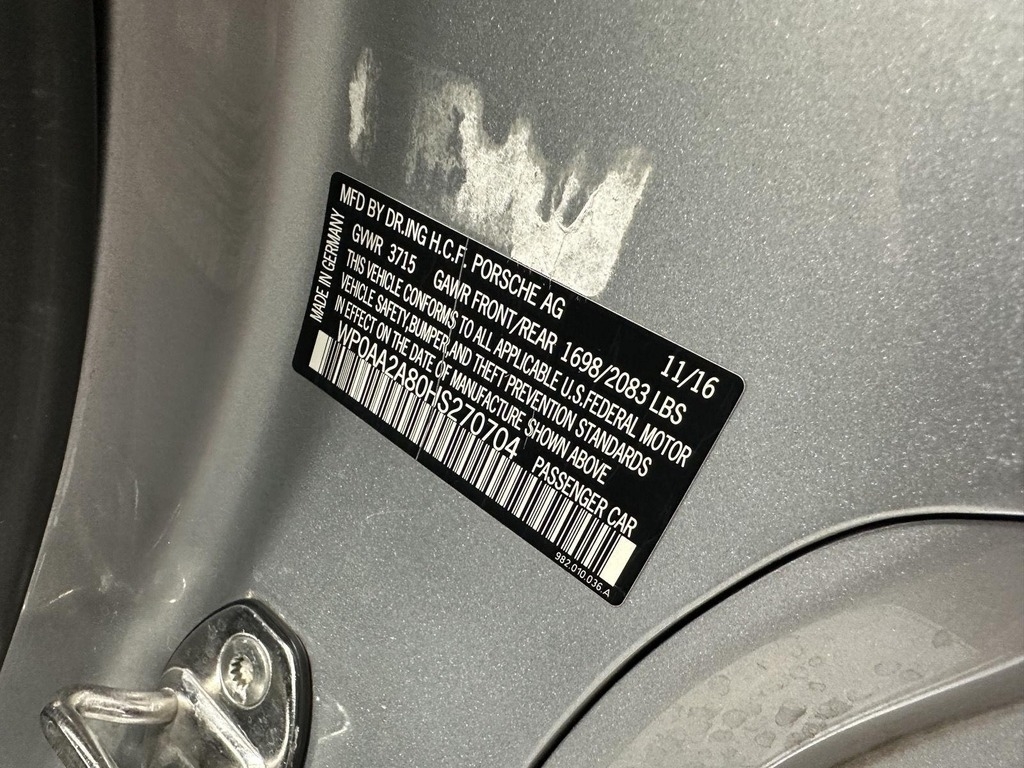 MFD BY DR.ING H.C.F. PORSCHE AG 11/16
GVWR 3715 GAWR FRONT/REAR 1698/2083 LBS
THIS VEHICLE CONFORMS TO ALL APPLICABLE U.S.FEDERAL MOTOR
VEHICLE SAFETY,BUMPER,AND THEFT PREVENTION STANDARDS
IN EFFECT ON THE DATE OF MANUFACTURE SHOWN ABOVE
WP0AA2A80HS270704 PASSENGER CAR
982.010.036.A
MADE IN GERMANY